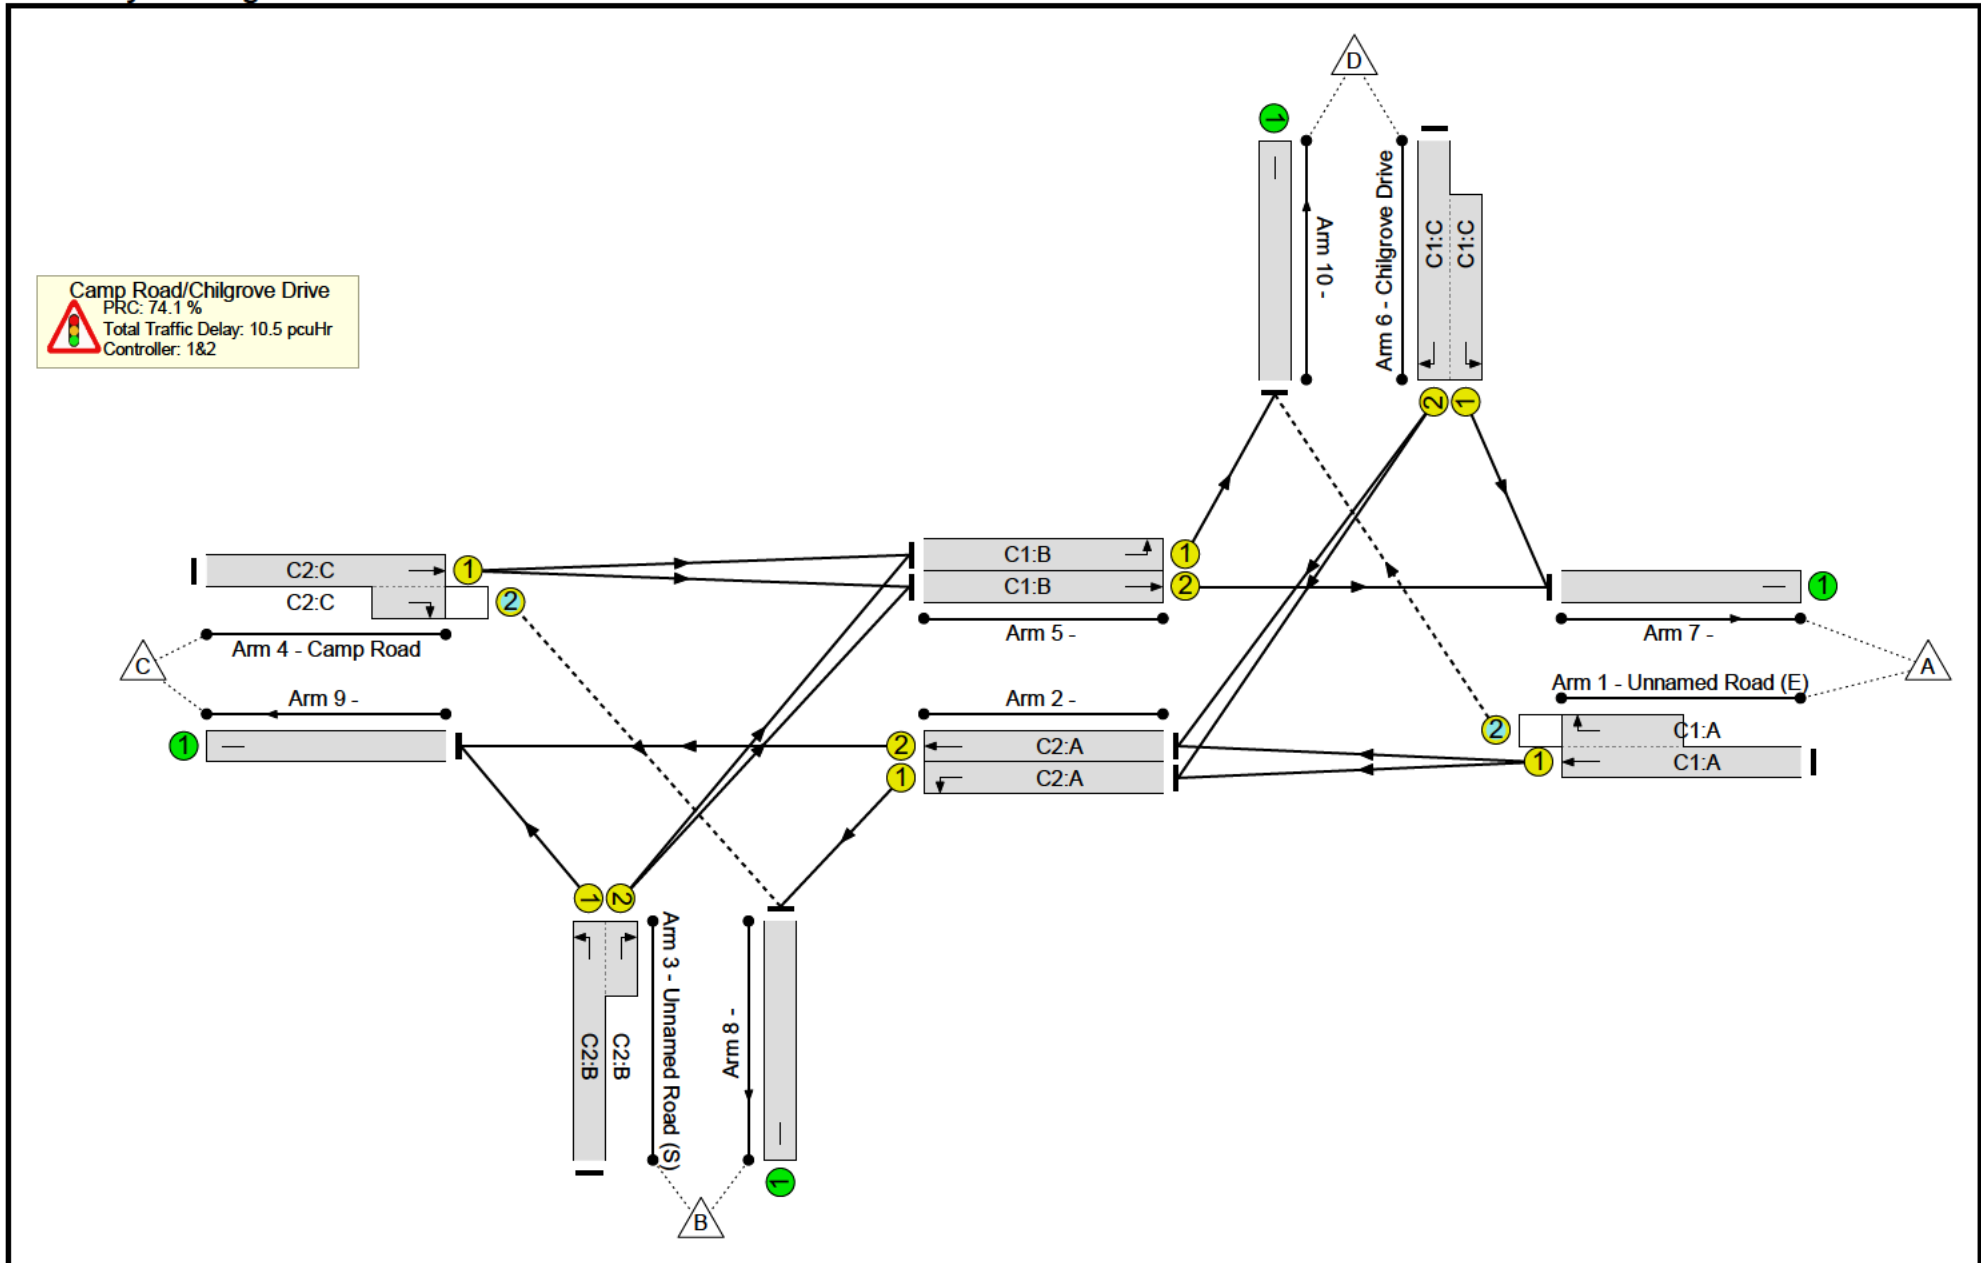 D
1
Arm 10 -
Arm 6 - Chilgrove Drive
C1:C
C1:C
2
1
Camp Road/Chilgrove Drive
PRC: 74.1 %
Total Traffic Delay: 10.5 pcuHr
Controller: 1&2
C2:C
1
C2:C
2
Arm 4 - Camp Road
C
Arm 9 -
1
C1:B
1
C1:B
2
Arm 5 -
Arm 2 -
2
C2:A
1
C2:A
1
Arm 7 -
A
Arm 1 - Unnamed Road (E)
2
C1:A
1
C1:A
1
2
C2:B
C2:B
Arm 3 - Unnamed Road (S)
Arm 8 -
1
B